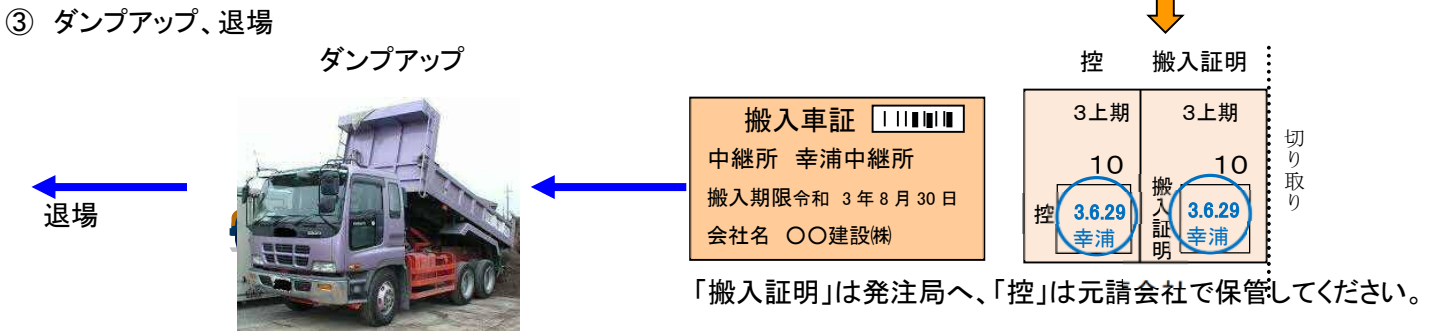 ③ ダンプアップ、退場
ダンプアップ
退場
搬入車証
中継所 幸浦中継所
搬入期限令和 3年8月30日
会社名 〇〇建設㈱
控 搬入証明
3上期 3上期
10 10
控 3.6.29 幸浦
搬入証明 3.6.29 幸浦
切り取り
「搬入証明」は発注局へ、「控」は元請会社で保管してください。